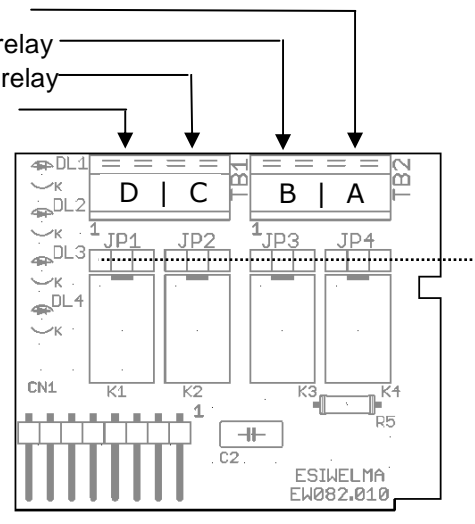 relay
relay
DL1
TB1
TB2
D | C
B | A
K
DL2
1
1
K
JP1
JP2
JP3
JP4
DL3
K
DL4
K
CN1
K1
K2
K3
K4
1
R5
C2
ESIWELMA
EW082.010